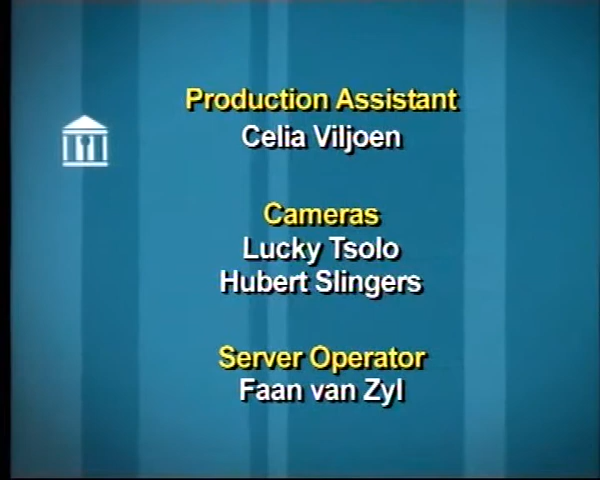 Production Assistant
Celia Viljoen
Cameras
Lucky Tsolo
Hubert Slingers
Server Operator
Faan van Zyl